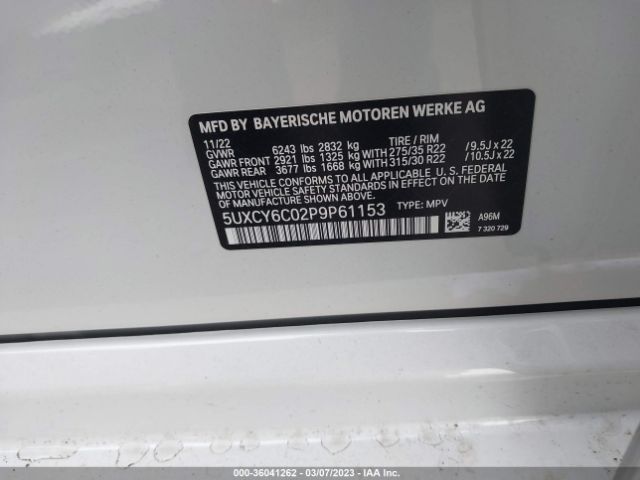 MFD BY BAYERISCHE MOTOREN WERKE AG
11/22 TIRE / RIM
GVWR 6243 lbs 2832 kg
GAWR FRONT 2921 lbs 1325 kg WITH 275/35 R22 / 9.5J x 22
GAWR REAR 3677 lbs 1668 kg WITH 315/30 R22 / 10.5J x 22
THIS VEHICLE CONFORMS TO ALL APPLICABLE U.S. FEDERAL
MOTOR VEHICLE SAFETY STANDARDS IN EFFECT ON
THE DATE OF MANUFACTURE SHOWN ABOVE.
5UXCY6C02P9P61153 TYPE: MPV
A96M
7 320 729
000-36041262 - 03/07/2023 - IAA Inc.